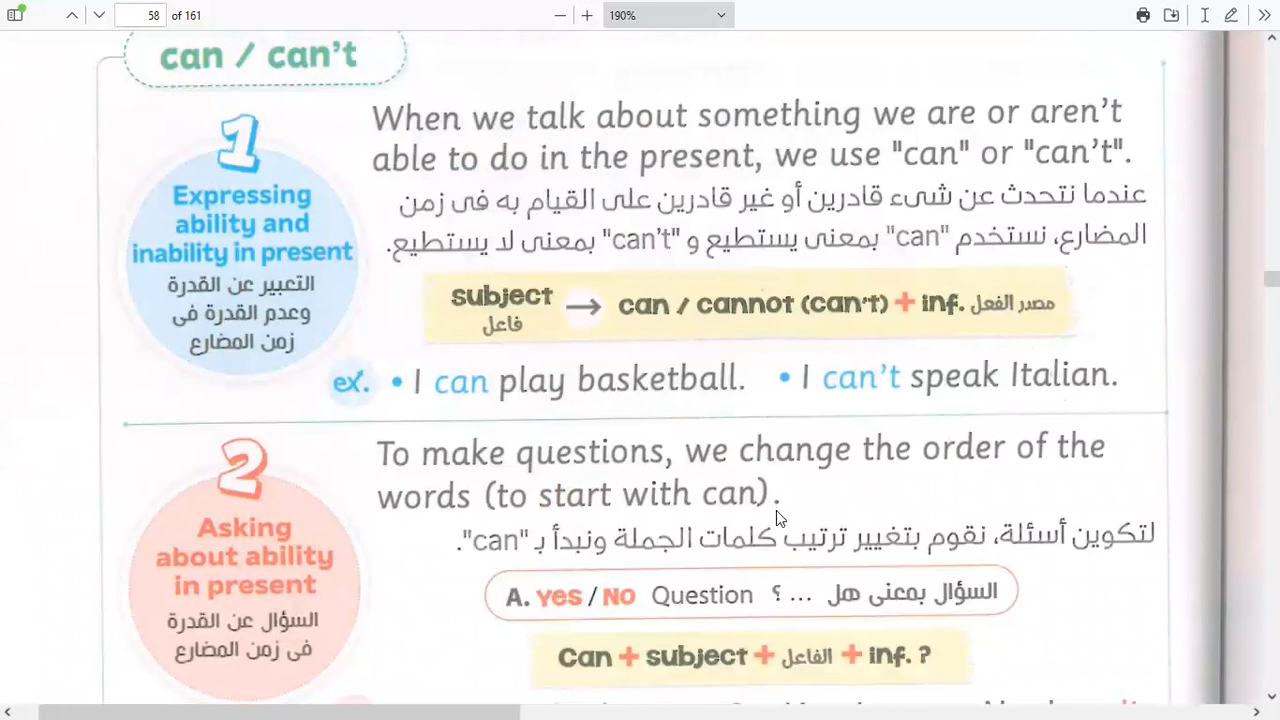 58 of 161
190%
can / can't
1
Expressing
ability and
inability in present
التعبير عن القدرة
وعدم القدرة فى
زمن المضارع
When we talk about something we are or aren't
able to do in the present, we use "can" or "can't".
عندما نتحدث عن شىء قادرين أو غير قادرين على القيام به فى زمن
المضارع، نستخدم "can" بمعنى يستطيع و "can't" بمعنى لا يستطيع.
subject → can / cannot (can't) + inf. مصدر الفعل
فاعل
ex. • I can play basketball. • I can't speak Italian.
2
Asking
about ability
in present
السؤال عن القدرة
فى زمن المضارع
To make questions, we change the order of the
words (to start with can).
لتكوين أسئلة، نقوم بتغيير ترتيب كلمات الجملة ونبدأ بـ "can".
A. Yes / No Question السؤال بمعنى هل ... ؟
Can + subject + الفاعل + inf. ?